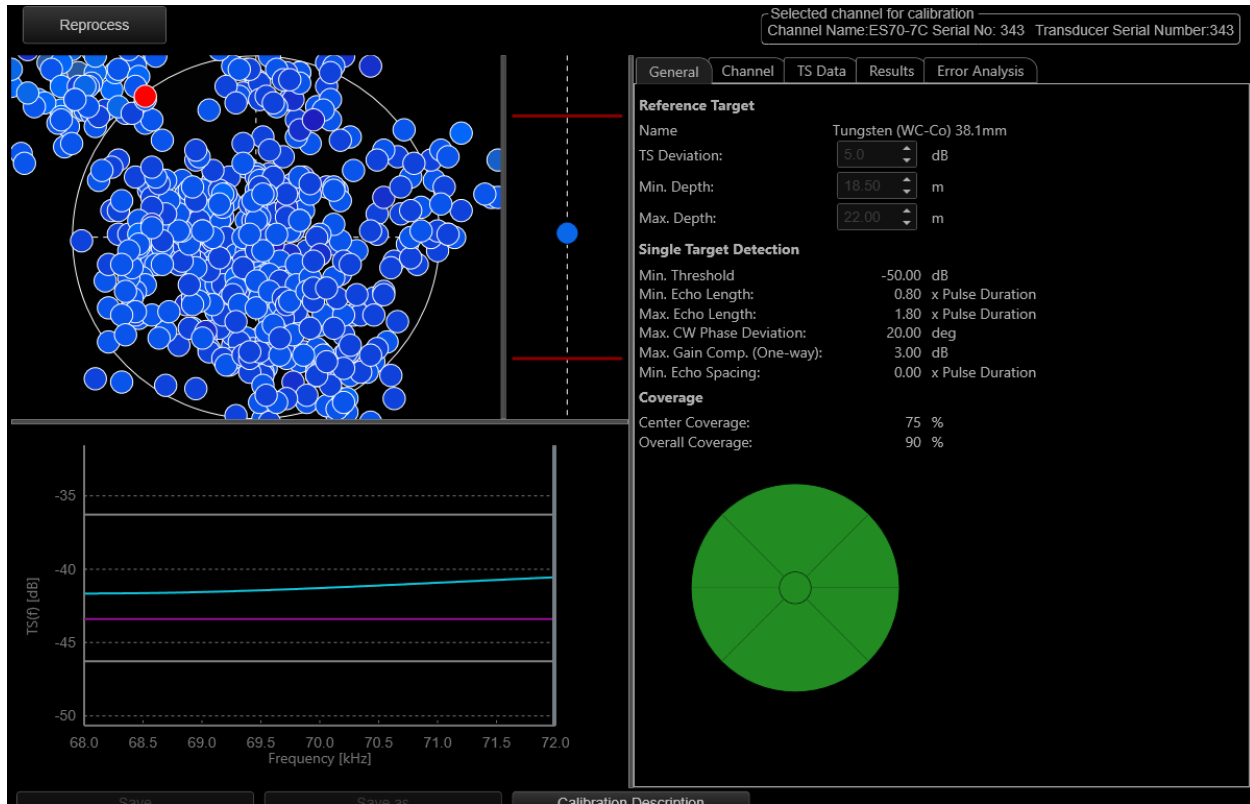 Reprocess
Selected channel for calibration
Channel Name:ES70-7C Serial No: 343 Transducer Serial Number:343
General Channel TS Data Results Error Analysis
Reference Target
Name Tungsten (WC-Co) 38.1mm
TS Deviation: 5.0 dB
Min. Depth: 18.50 m
Max. Depth: 22.00 m
Single Target Detection
Min. Threshold -50.00 dB
Min. Echo Length: 0.80 x Pulse Duration
Max. Echo Length: 1.80 x Pulse Duration
Max. CW Phase Deviation: 20.00 deg
Max. Gain Comp. (One-way): 3.00 dB
Min. Echo Spacing: 0.00 x Pulse Duration
Coverage
Center Coverage: 75 %
Overall Coverage: 90 %
-35
-40
-45
-50
TS(f) [dB]
68.0 68.5 69.0 69.5 70.0 70.5 71.0 71.5 72.0
Frequency [kHz]
Save Save as Calibration Description